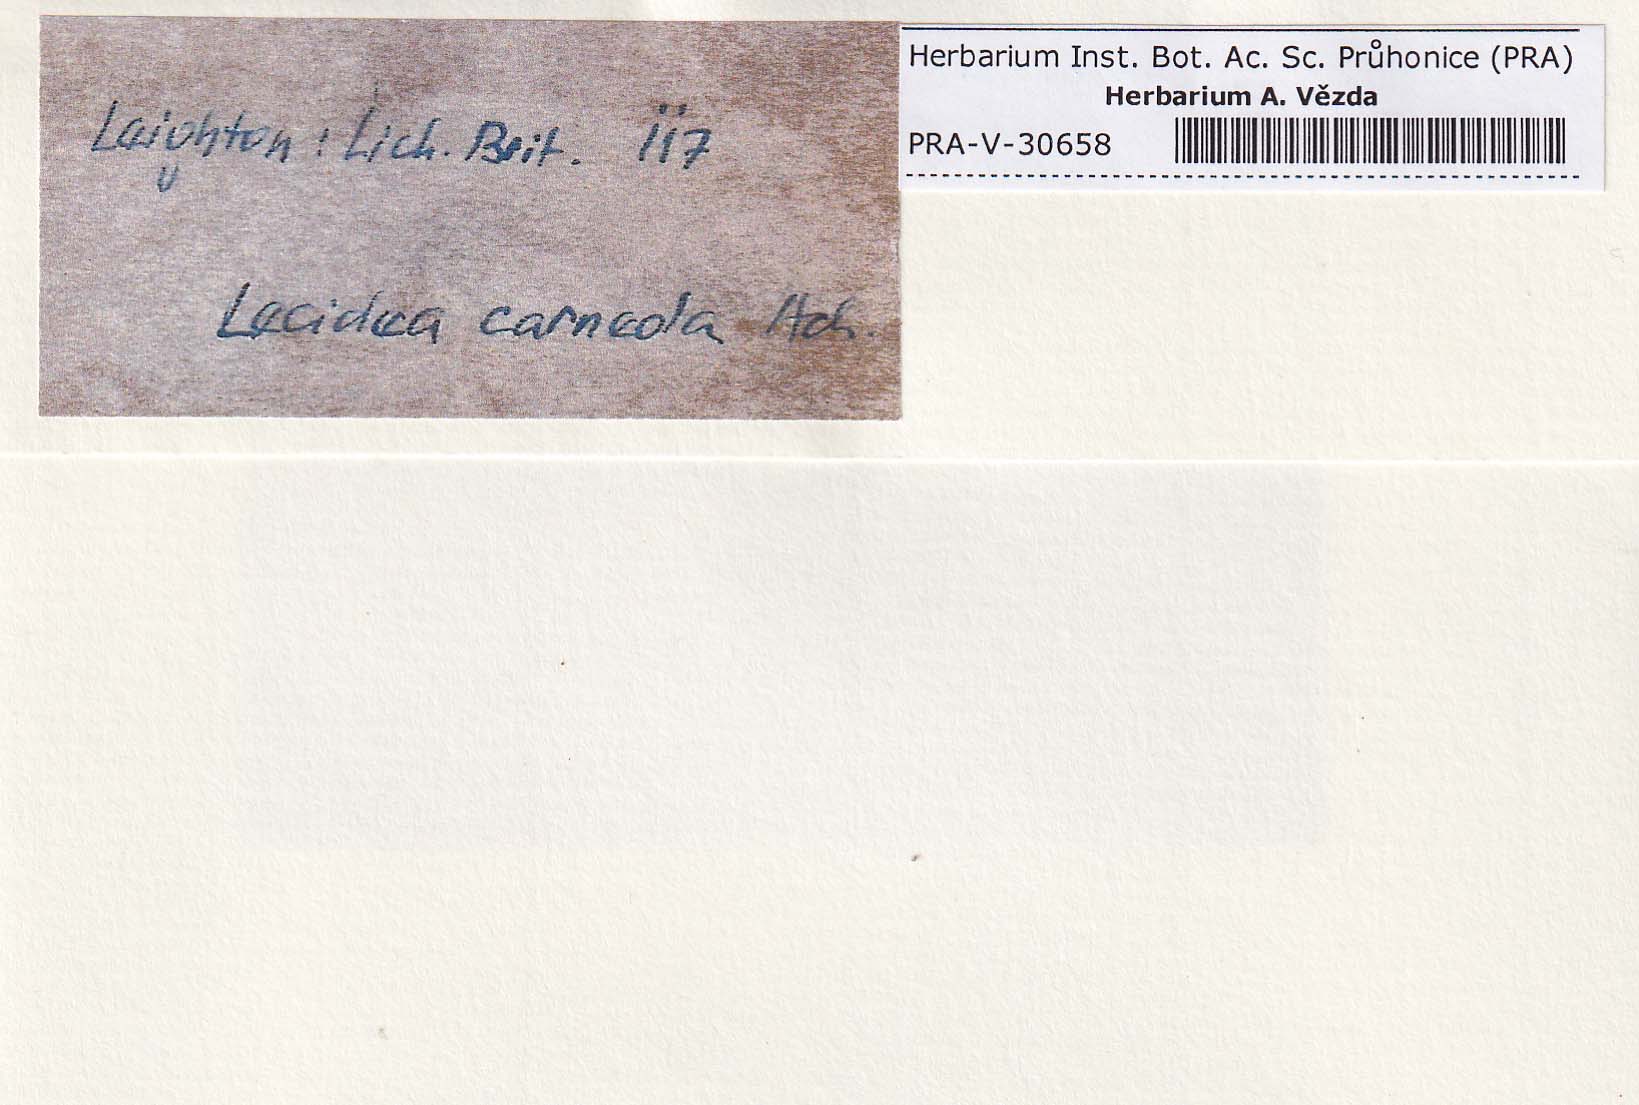 Leighton : Lich. Brit. 117
Lecidea carneola Ach.
Herbarium Inst. Bot. Ac. Sc. Průhonice (PRA)
Herbarium A. Vězda
PRA-V-30658